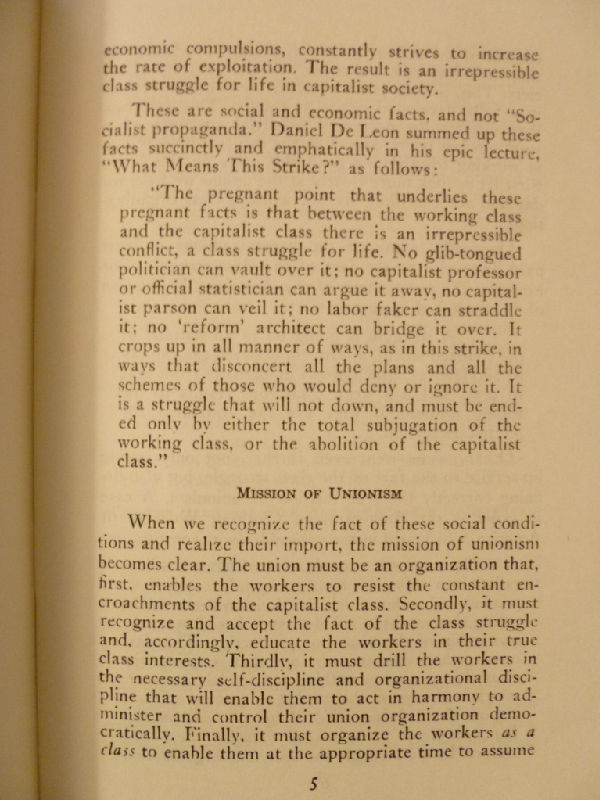 economic compulsions, constantly strives to increase
the rate of exploitation. The result is an irrepressible
class struggle for life in capitalist society.
These are social and economic facts, and not "So-
cialist propaganda." Daniel De Leon summed up these
facts succinctly and emphatically in his epic lecture,
"What Means This Strike?" as follows:
"The pregnant point that underlies these
pregnant facts is that between the working class
and the capitalist class there is an irrepressible
conflict, a class struggle for life. No glib-tongued
politician can vault over it; no capitalist professor
or official statistician can argue it away, no capital-
ist parson can veil it; no labor faker can straddle
it; no 'reform' architect can bridge it over. It
crops up in all manner of ways, as in this strike, in
ways that disconcert all the plans and all the
schemes of those who would deny or ignore it. It
is a struggle that will not down, and must be end-
ed only by either the total subjugation of the
working class, or the abolition of the capitalist
class."
MISSION OF UNIONISM
When we recognize the fact of these social condi-
tions and realize their import, the mission of unionism
becomes clear. The union must be an organization that,
first, enables the workers to resist the constant en-
croachments of the capitalist class. Secondly, it must
recognize and accept the fact of the class struggle
and, accordingly, educate the workers in their true
class interests. Thirdly, it must drill the workers in
the necessary self-discipline and organizational disci-
pline that will enable them to act in harmony to ad-
minister and control their union organization demo-
cratically. Finally, it must organize the workers as a
class to enable them at the appropriate time to assume
5